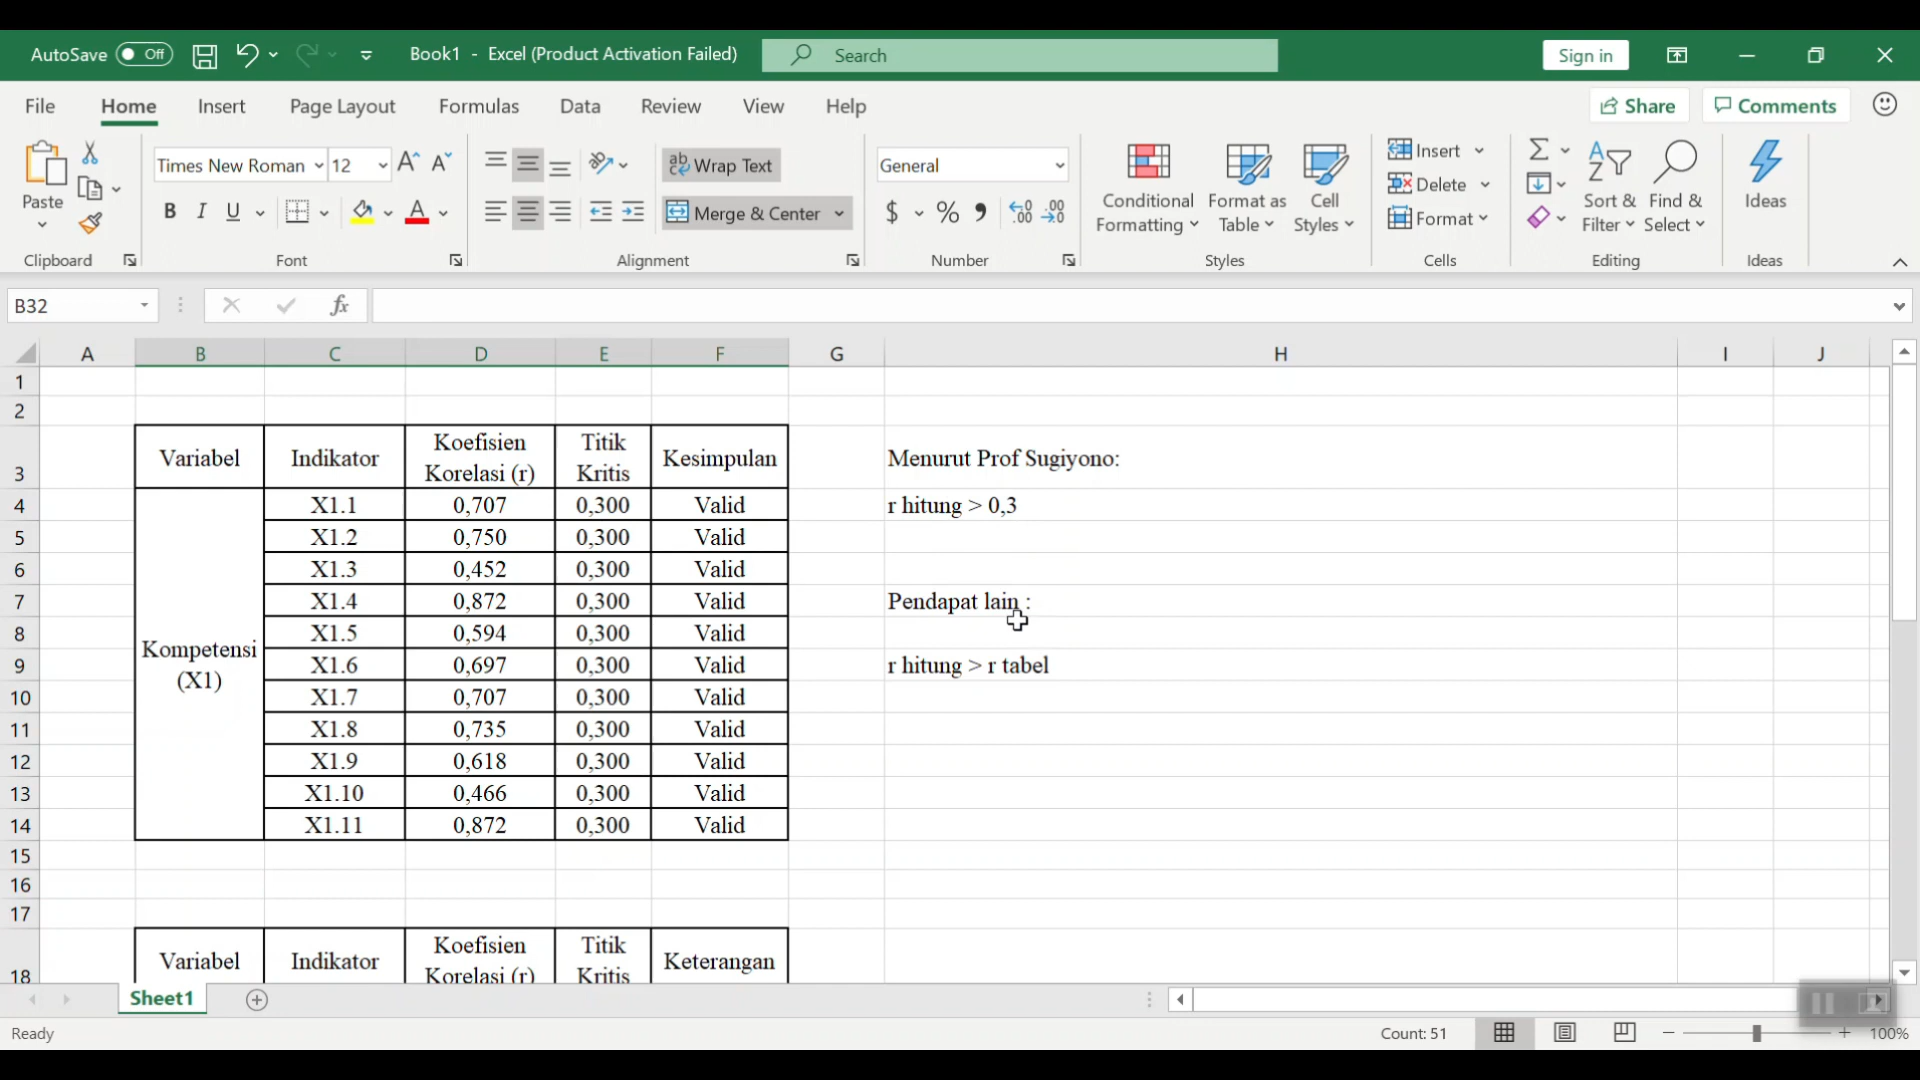 AutoSave Off Book1 - Excel (Product Activation Failed) Search Sign in
File Home Insert Page Layout Formulas Data Review View Help Share Comments
Paste Times New Roman 12 Wrap Text General Conditional Formatting Format as Table Cell Styles Insert Sort & Filter Find & Select Ideas
B I U Merge & Center $ % Delete
Format
Clipboard Font Alignment Number Styles Cells Editing Ideas
B32 fx
A B C D E F G H I J
1
2
3 Variabel Indikator Koefisien Korelasi (r) Titik Kritis Kesimpulan Menurut Prof Sugiyono:
4 X1.1 0,707 0,300 Valid r hitung > 0,3
5 X1.2 0,750 0,300 Valid
6 X1.3 0,452 0,300 Valid
7 X1.4 0,872 0,300 Valid Pendapat lain :
8 X1.5 0,594 0,300 Valid
Kompetensi (X1)
9 X1.6 0,697 0,300 Valid r hitung > r tabel
10 X1.7 0,707 0,300 Valid
11 X1.8 0,735 0,300 Valid
12 X1.9 0,618 0,300 Valid
13 X1.10 0,466 0,300 Valid
14 X1.11 0,872 0,300 Valid
15
16
17
18 Variabel Indikator Koefisien Korelasi (r) Titik Kritis Keterangan
Sheet1
Ready Count: 51 100%